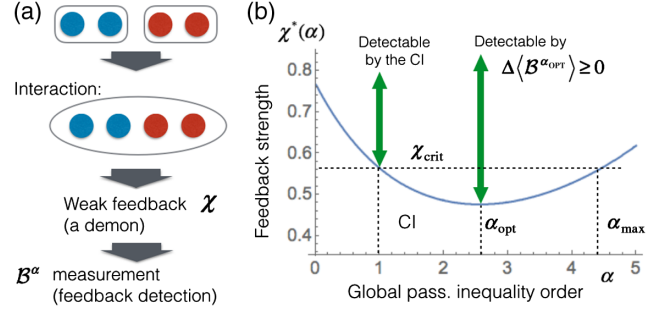 (a)
Interaction:
Weak feedback χ
(a demon)
ℬ^α measurement
(feedback detection)
(b)
χ*(α)
Detectable
by the CI
Detectable by
Δ⟨ℬ^α_OPT⟩ ≥ 0
Feedback strength
0.8
0.7
0.6
0.5
0.4
χ_crit
CI
α_opt
α_max
0 1 2 3 4 5
α
Global pass. inequality order